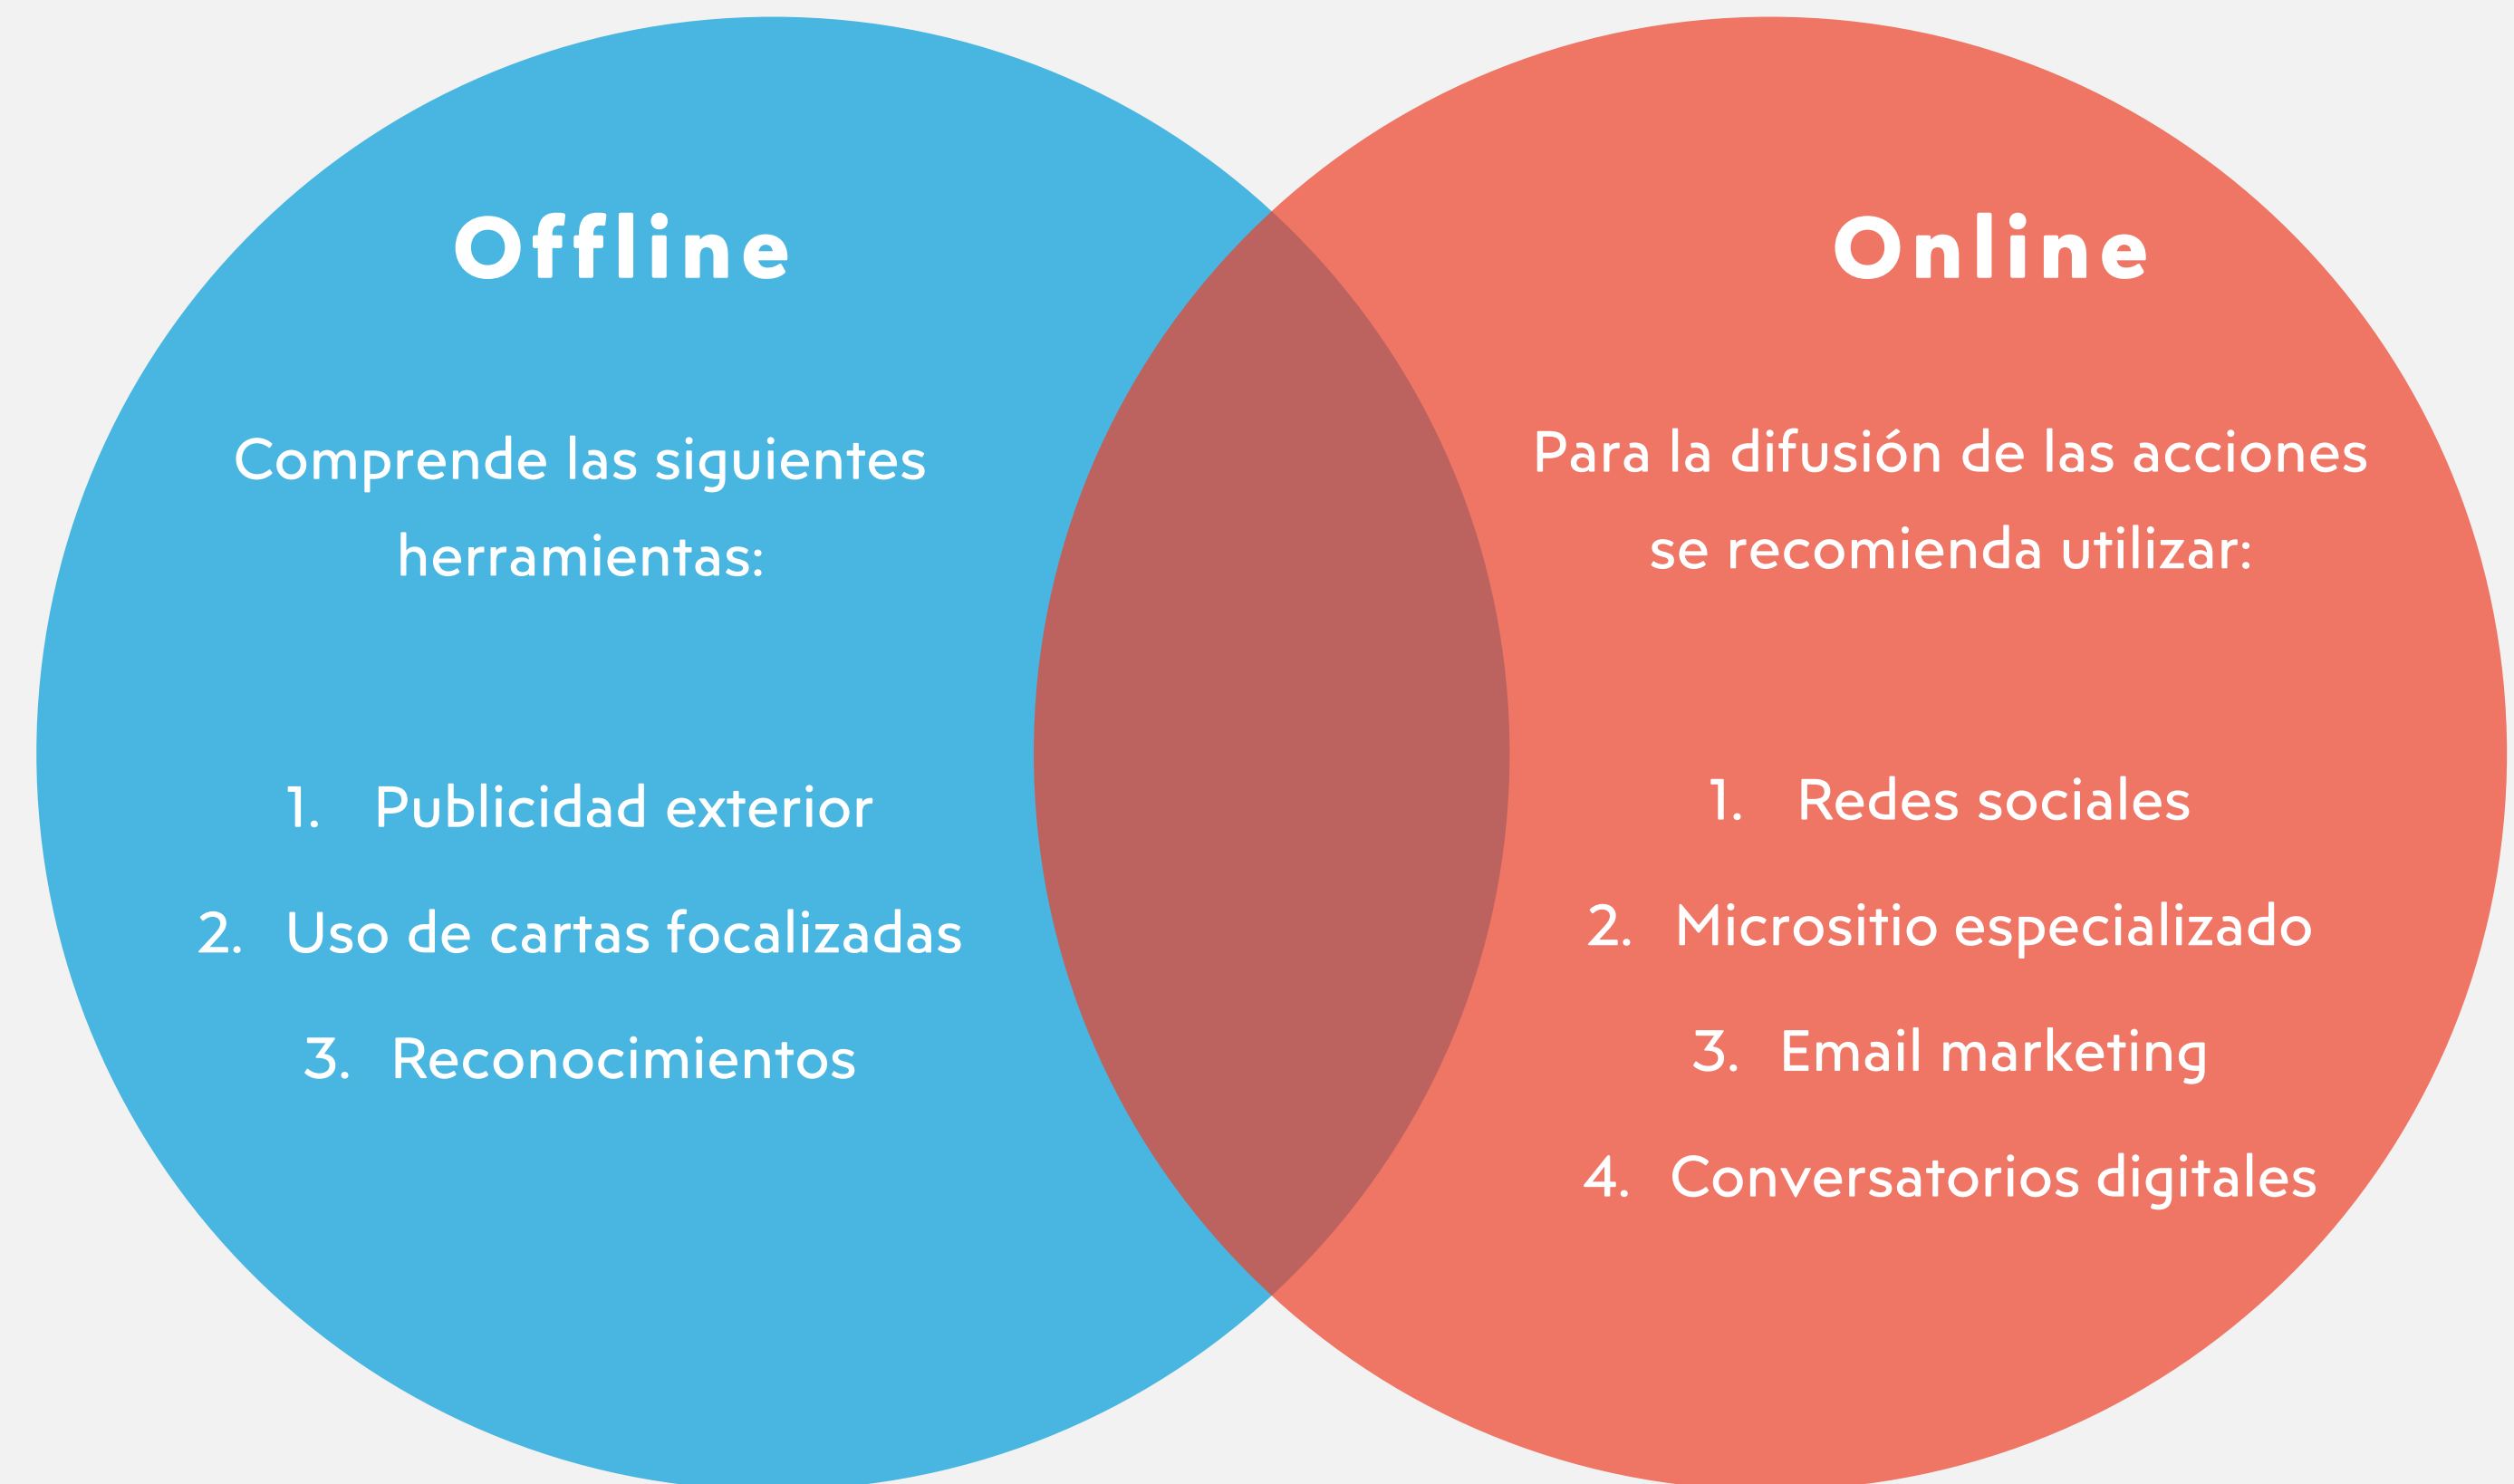 Offline
Comprende las siguientes
herramientas:
1. Publicidad exterior
2. Uso de cartas focalizadas
3. Reconocimientos
Online
Para la difusión de las acciones
se recomienda utilizar:
1. Redes sociales
2. Micrositio especializado
3. Email marketing
4. Conversatorios digitales